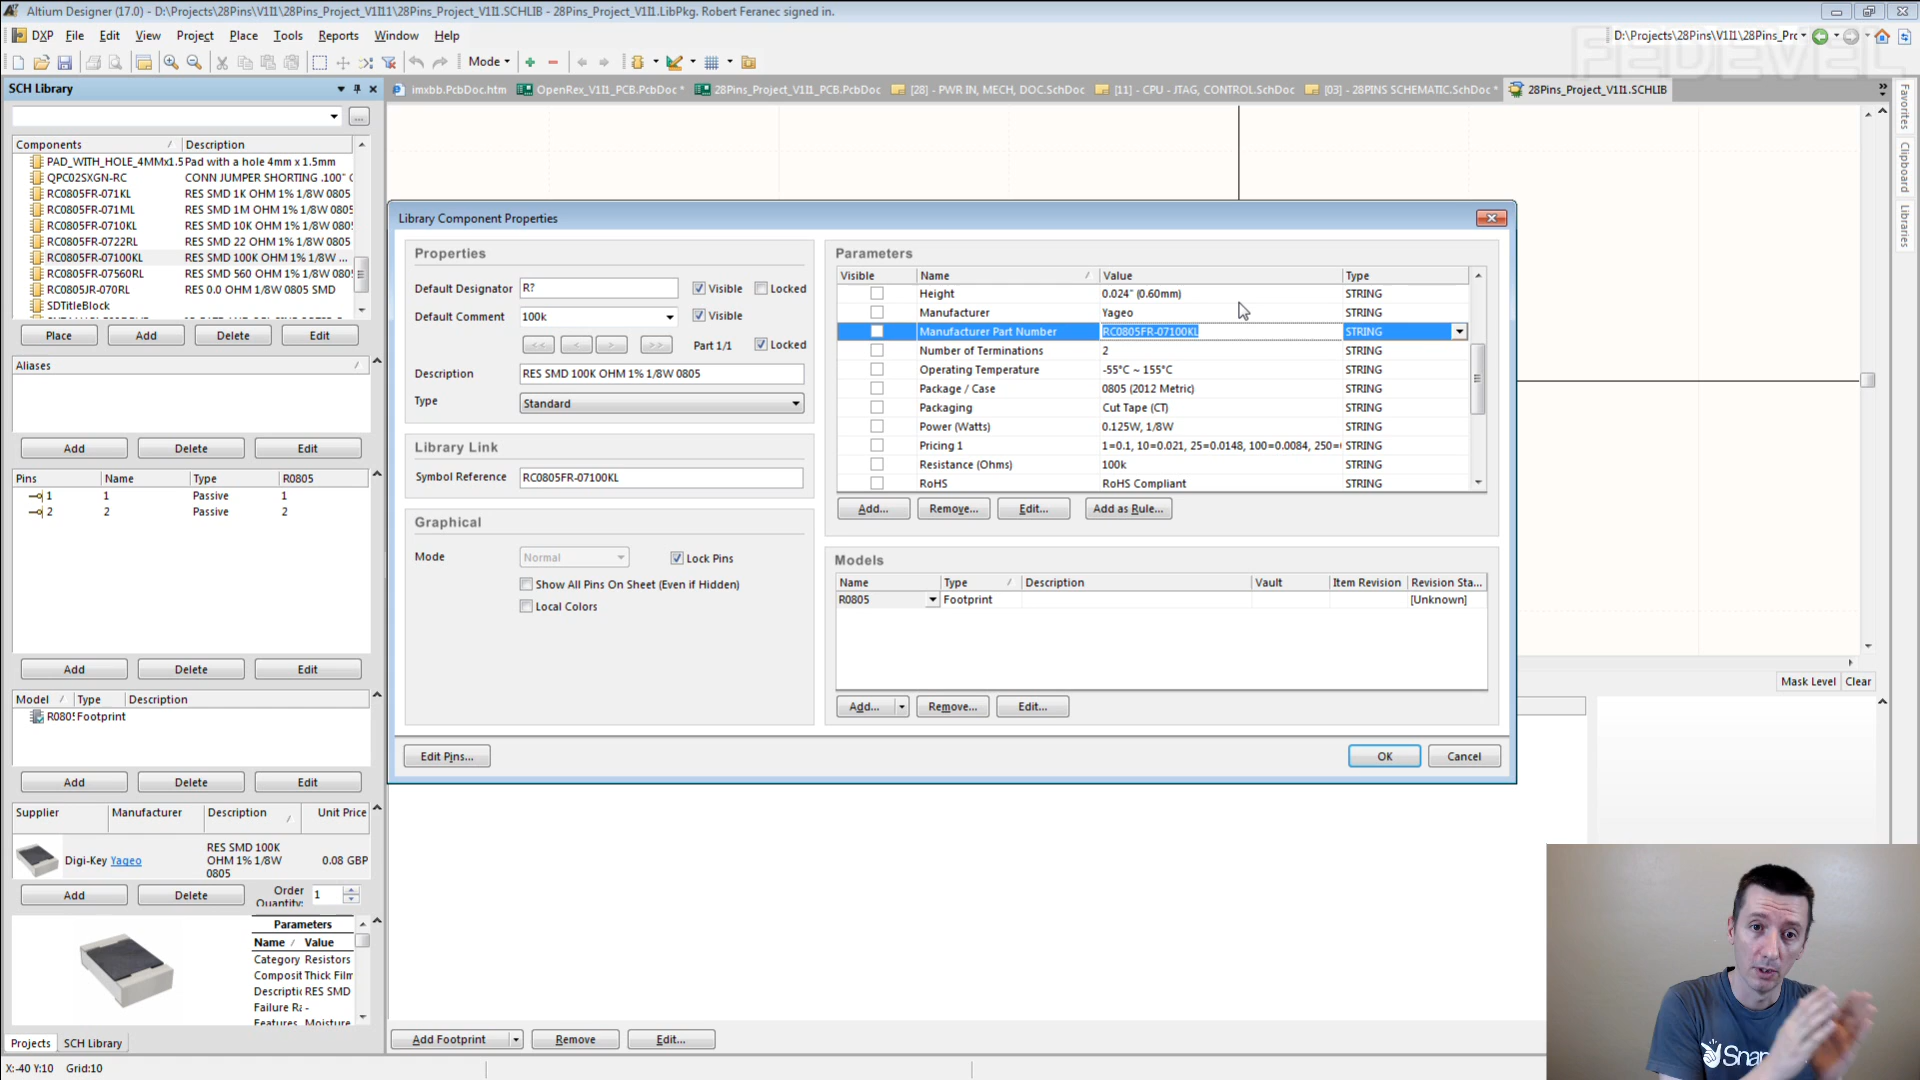 Altium Designer (17.0) - D:\Projects\28Pins\V1I1\28Pins_Project_V1I11\28Pins_Project_V1I1.SCHLIB - 28Pins_Project_V1I1.LibPkg. Robert Feranec signed in.
DXP File Edit View Project Place Tools Reports Window Help
D:\Projects\28Pins\V1I1\28Pins_Prc
FEDEVEL
Mode
SCH Library
imxbb.PcbDoc.htm
OpenRex_V1I1_PCB.PcbDoc *
28Pins_Project_V1I1_PCB.PcbDoc
[28] - PWR IN, MECH, DOC.SchDoc
[11] - CPU - JTAG, CONTROL.SchDoc
[03] - 28PINS SCHEMATIC.SchDoc *
28Pins_Project_V1I1.SCHLIB
Favorites
Clipboard
Libraries
...
Components / Description
PAD_WITH_HOLE_4MMx1.5 Pad with a hole 4mm x 1.5mm
QPC02SXGN-RC CONN JUMPER SHORTING .100" C
RC0805FR-071KL RES SMD 1K OHM 1% 1/8W 0805
RC0805FR-071ML RES SMD 1M OHM 1% 1/8W 0805
RC0805FR-0710KL RES SMD 10K OHM 1% 1/8W 0805
RC0805FR-0722RL RES SMD 22 OHM 1% 1/8W 0805
RC0805FR-07100KL RES SMD 100K OHM 1% 1/8W ...
RC0805FR-07560RL RES SMD 560 OHM 1% 1/8W 0805
RC0805JR-070RL RES 0.0 OHM 1/8W 0805 SMD
SDTitleBlock
Place Add Delete Edit
Aliases /
Add Delete Edit
Pins Name Type R0805
1 1 Passive 1
2 2 Passive 2
Add Delete Edit
Model / Type Description
R080! Footprint
Add Delete Edit
Supplier Manufacturer Description / Unit Price
Digi-Key Yageo RES SMD 100K OHM 1% 1/8W 0805 0.08 GBP
Add Delete Order Quantity: 1
Parameters
Name / Value
Category Resistors
Composit Thick Film
Descriptic RES SMD
Failure Ra -
Features Moisture
Projects SCH Library
X:-40 Y:10 Grid:10
Library Component Properties
Properties
Default Designator R? Visible Locked
Default Comment 100k Visible
<< < > >> Part 1/1 Locked
Description RES SMD 100K OHM 1% 1/8W 0805
Type Standard
Library Link
Symbol Reference RC0805FR-07100KL
Graphical
Mode Normal Lock Pins
Show All Pins On Sheet (Even if Hidden)
Local Colors
Edit Pins...
Parameters
Visible Name / Value Type
Height 0.024" (0.60mm) STRING
Manufacturer Yageo STRING
Manufacturer Part Number RC0805FR-07100KL STRING
Number of Terminations 2 STRING
Operating Temperature -55°C ~ 155°C STRING
Package / Case 0805 (2012 Metric) STRING
Packaging Cut Tape (CT) STRING
Power (Watts) 0.125W, 1/8W STRING
Pricing 1 1=0.1, 10=0.021, 25=0.0148, 100=0.0084, 250= STRING
Resistance (Ohms) 100k STRING
RoHS RoHS Compliant STRING
Add... Remove... Edit... Add as Rule...
Models
Name Type / Description Vault Item Revision Revision Sta...
R0805 Footprint [Unknown]
Add... Remove... Edit...
OK Cancel
Mask Level Clear
Add Footprint Remove Edit...
Snap